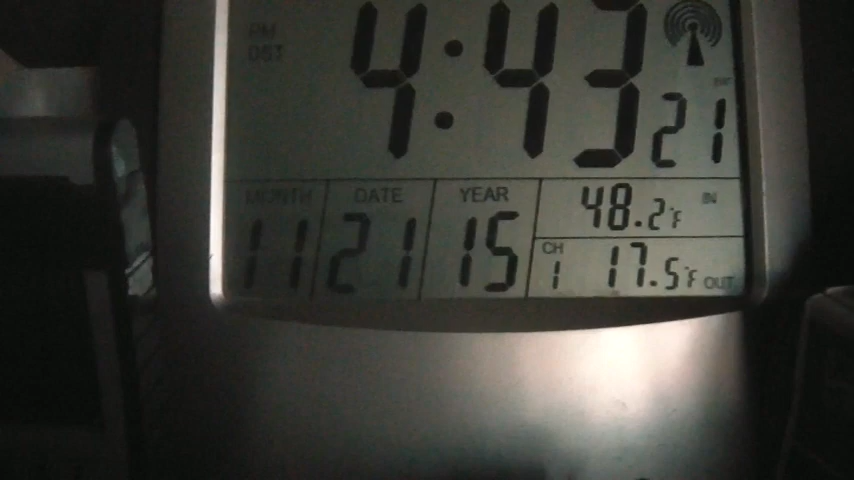 PM 4:43
DST 21
MONTH DATE YEAR
11 21 15
48.2°F IN
CH 1 17.5°F OUT